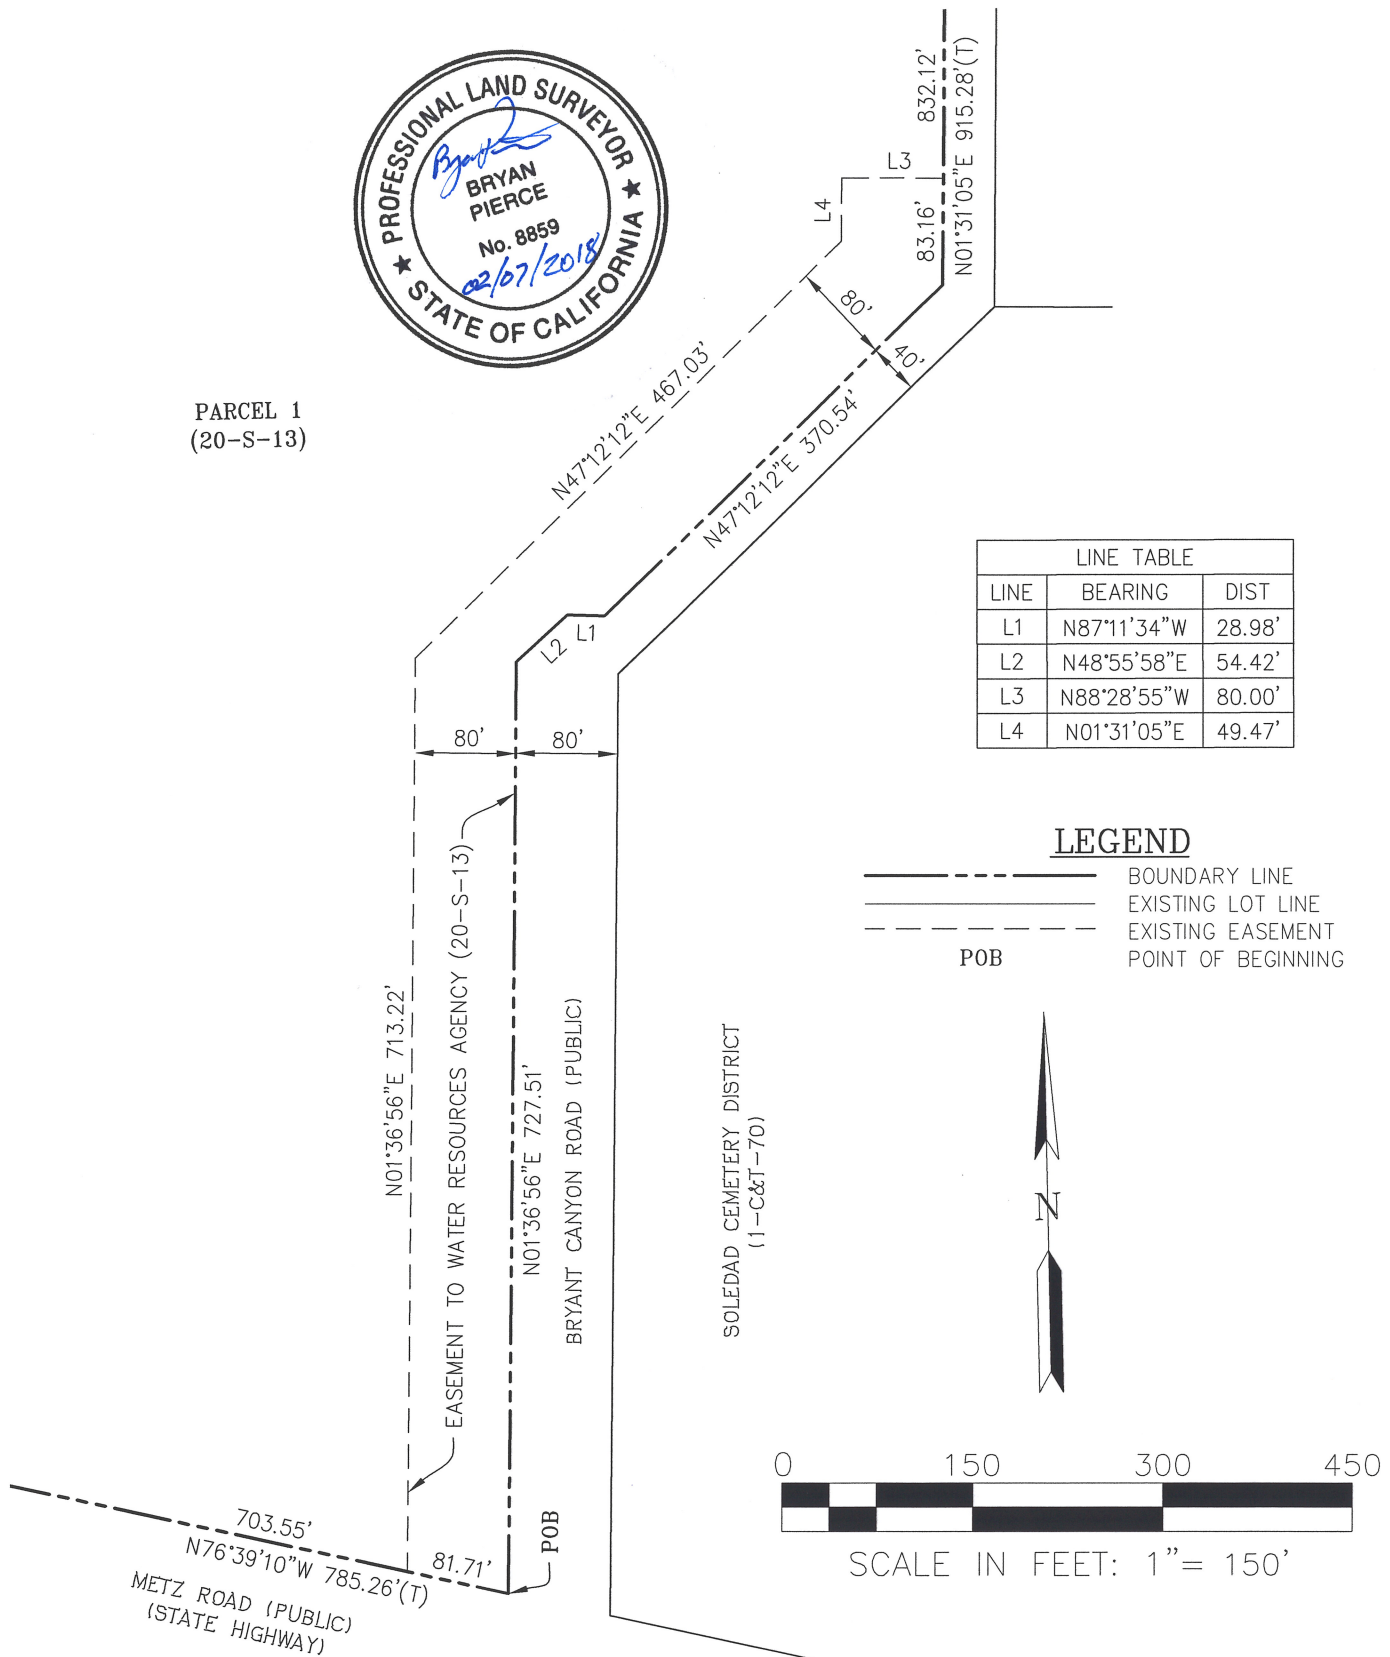 PROFESSIONAL LAND SURVEYOR
BRYAN
PIERCE
No. 8859
02/07/2018
STATE OF CALIFORNIA
832.12'
N01°31'05"E 915.28'(T)
L3
L4
83.16'
80'
40'
N47°12'12"E 467.03'
N47°12'12"E 370.54'
PARCEL 1
(20-S-13)
L2
L1
80'
80'
LINE TABLE
LINE BEARING DIST
L1 N87°11'34"W 28.98'
L2 N48°55'58"E 54.42'
L3 N88°28'55"W 80.00'
L4 N01°31'05"E 49.47'
LEGEND
BOUNDARY LINE
EXISTING LOT LINE
EXISTING EASEMENT
POB POINT OF BEGINNING
N01°36'56"E 713.22'
EASEMENT TO WATER RESOURCES AGENCY (20-S-13)
N01°36'56"E 727.51'
BRYANT CANYON ROAD (PUBLIC)
SOLEDAD CEMETERY DISTRICT
(1-C&T-70)
N
703.55'
N76°39'10"W 785.26'(T)
81.71'
POB
METZ ROAD (PUBLIC)
(STATE HIGHWAY)
0 150 300 450
SCALE IN FEET: 1"= 150'